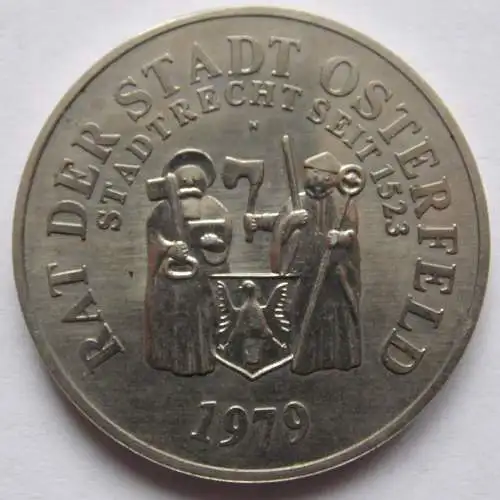 RAT DER STADT OSTERFELD
STADTRECHT SEIT 1523
N
1979